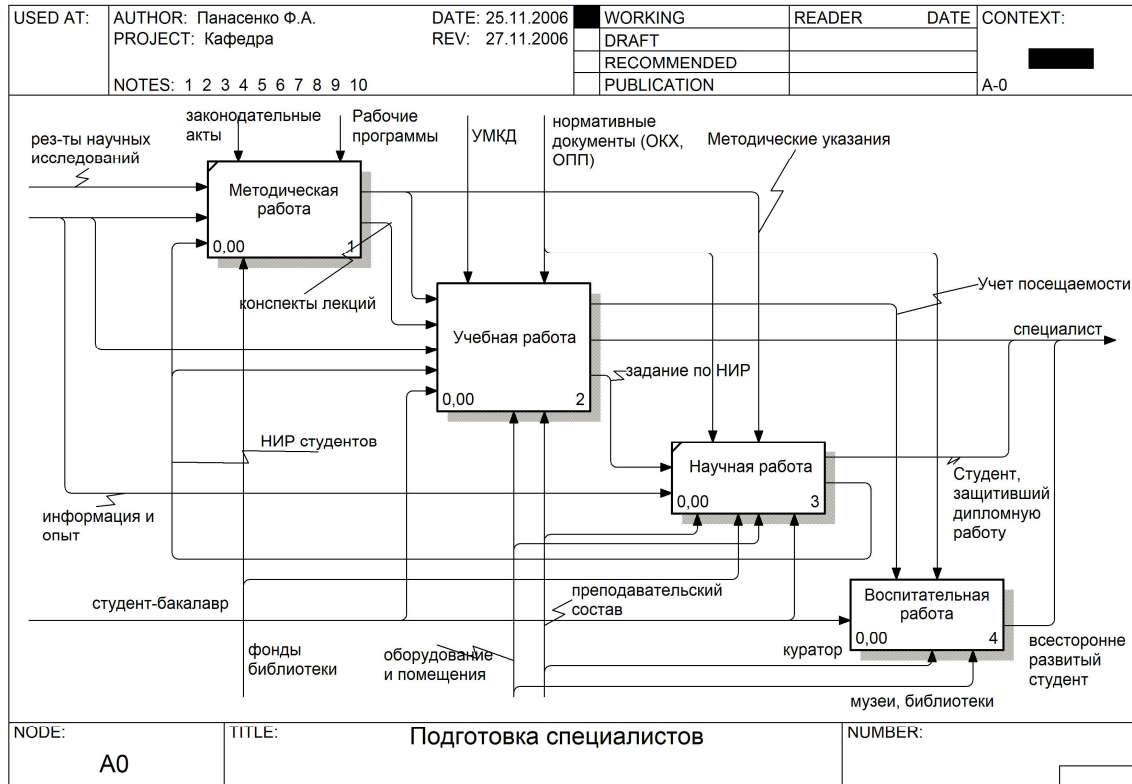 USED AT:
AUTHOR: Панасенко Ф.А.
DATE: 25.11.2006
WORKING
READER
DATE
CONTEXT:
PROJECT: Кафедра
REV: 27.11.2006
DRAFT
RECOMMENDED
NOTES: 1 2 3 4 5 6 7 8 9 10
PUBLICATION
A-0
законодательные
акты
Рабочие
программы
УМКД
нормативные
документы (ОКХ,
ОПП)
Методические указания
рез-ты научных
исследований
Методическая
работа
0,00
1
конспекты лекций
Учет посещаемости
Учебная работа
0,00
2
специалист
задание по НИР
НИР студентов
Научная работа
0,00
3
Студент,
защитивший
дипломную
работу
информация и
опыт
студент-бакалавр
преподавательский
состав
Воспитательная
работа
0,00
4
фонды
библиотеки
оборудование
и помещения
куратор
всесторонне
развитый
студент
музеи, библиотеки
NODE:
A0
TITLE:
Подготовка специалистов
NUMBER: